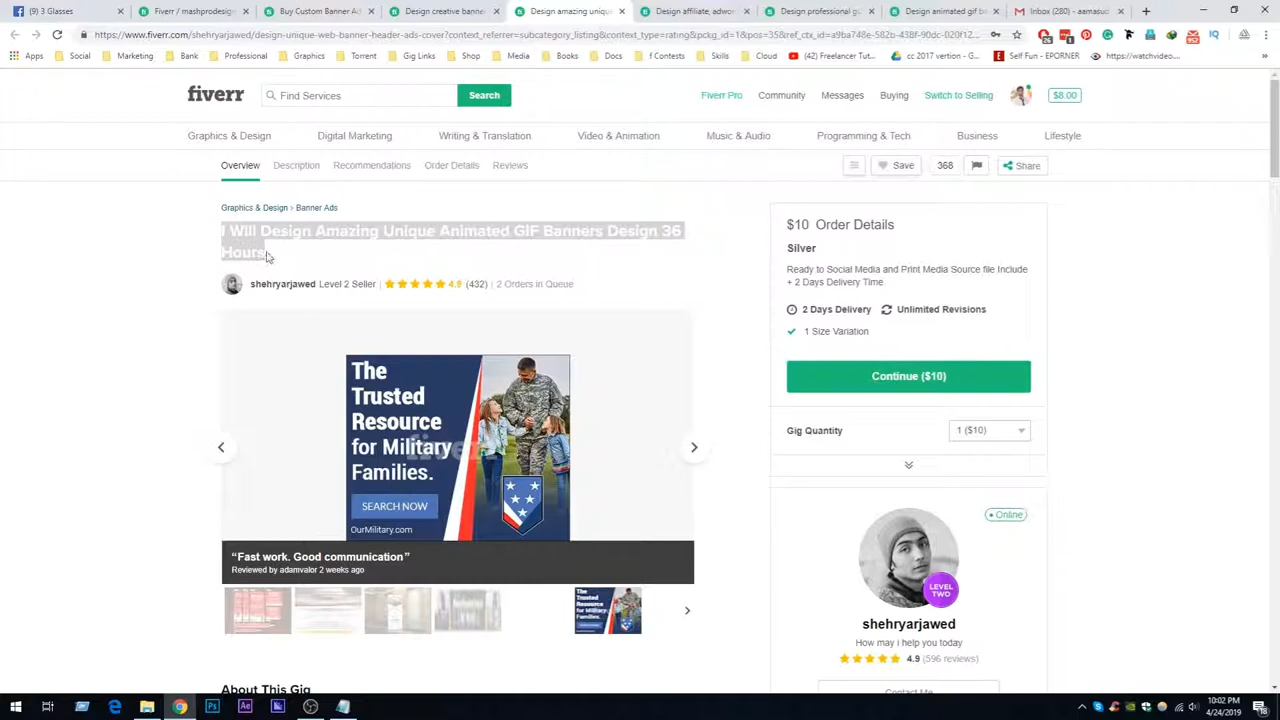 (9) 3 Glasses
Fiverr / mashprodesign
Buy Custom Banner Ad
Design creative banner
Design amazing uniqu
Design affiliate, adwor
Design professional g
Design animated gif b
Inbox (280) - aamasud
https://www.fiverr.com/shehryarjawed/design-unique-web-banner-header-ads-cover?context_referrer=subcategory_listing&context_type=rating&pckg_id=1&pos=35&ref_ctx_id=a9ba748e-582b-438f-90dc-020f12...
Apps
Social
Marketing
Bank
Professional
Graphics
Gig Links
Shop
Media
Books
Docs
f Contests
Skills
Cloud
(42) Freelancer Tut...
cc 2017 vertion - G...
Self Fun - EPORNER
https://watchvideo....
fiverr
Find Services
Search
Fiverr Pro
Community
Messages
Buying
Switch to Selling
$8.00
Graphics & Design
Digital Marketing
Writing & Translation
Video & Animation
Music & Audio
Programming & Tech
Business
Lifestyle
Overview
Description
Recommendations
Order Details
Reviews
Save
368
Share
Graphics & Design > Banner Ads
I Will Design Amazing Unique Animated GIF Banners Design 36
Hours
shehryarjawed Level 2 Seller | 4.9 (432) | 2 Orders in Queue
The
Trusted
Resource
for Military
Families.
SEARCH NOW
OurMilitary.com
fiverr
“Fast work. Good communication”
Reviewed by adamvalor 2 weeks ago
$10 Order Details
Silver
Ready to Social Media and Print Media Source file Include
+ 2 Days Delivery Time
2 Days Delivery
Unlimited Revisions
1 Size Variation
Continue ($10)
Gig Quantity
1 ($10)
Online
LEVEL
TWO
shehryarjawed
How may i help you today
4.9 (596 reviews)
Contact Me
About This Gig
10:02 PM
4/24/2019